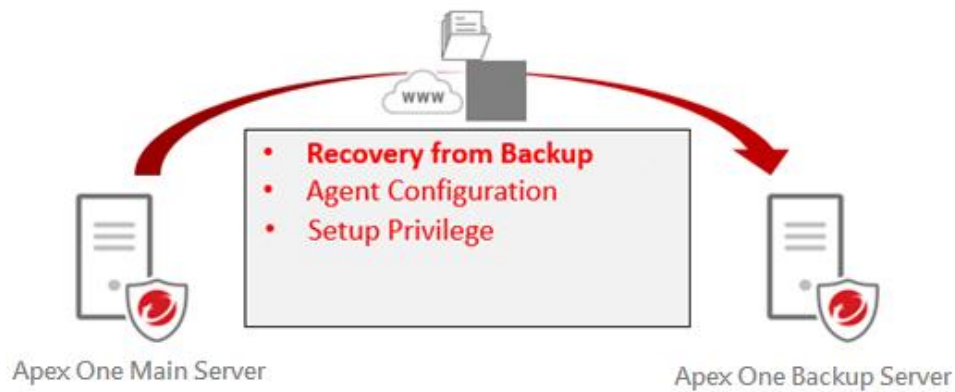 www
• Recovery from Backup
• Agent Configuration
• Setup Privilege
Apex One Main Server
Apex One Backup Server